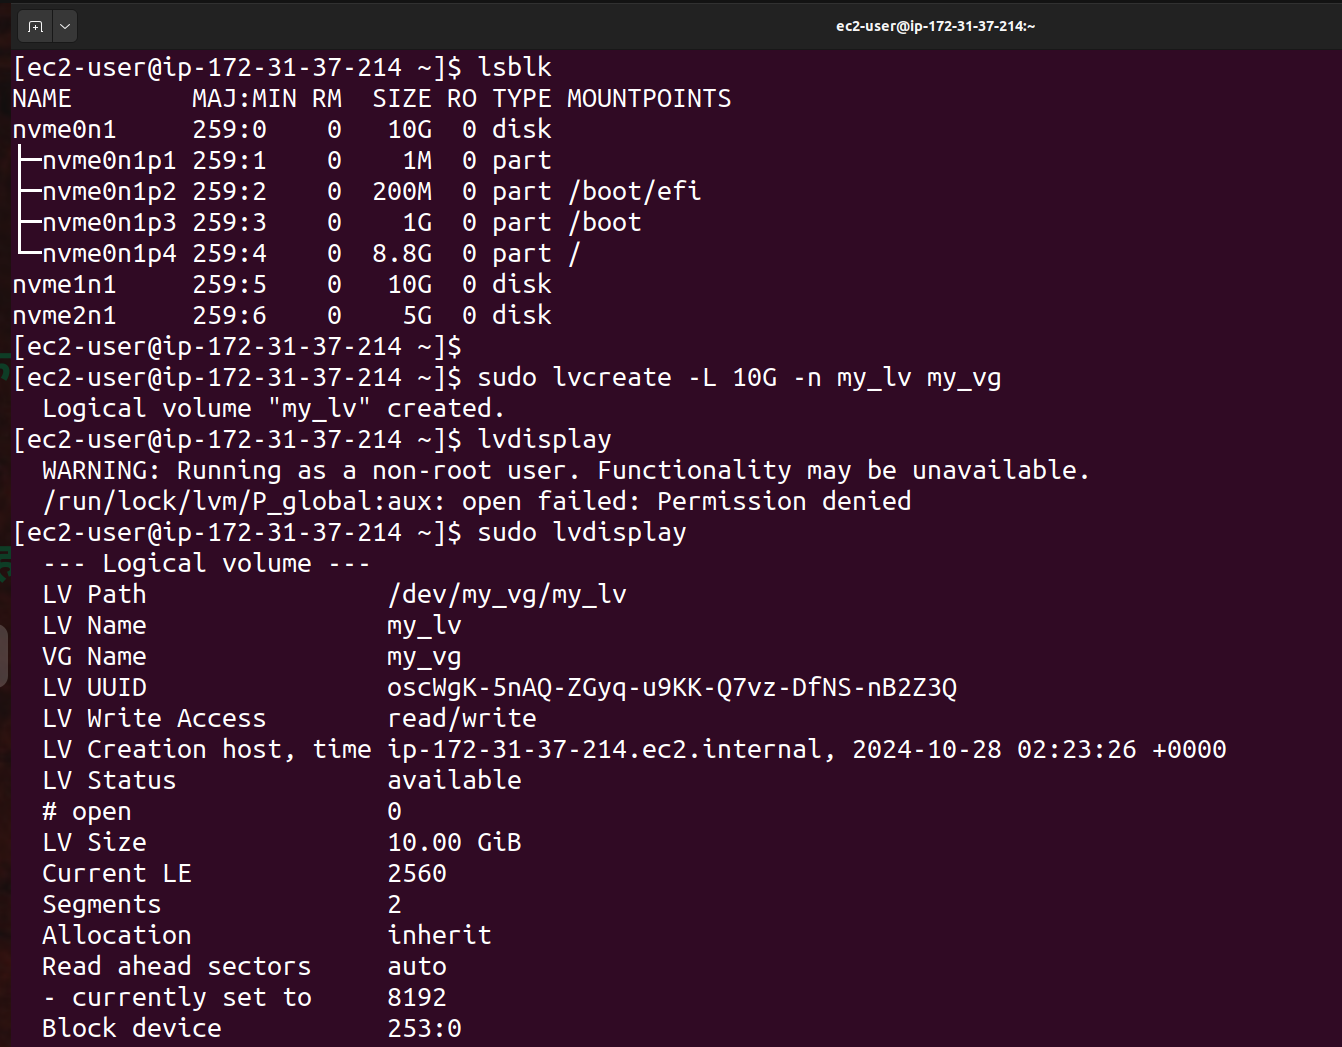 ec2-user@ip-172-31-37-214:~
[ec2-user@ip-172-31-37-214 ~]$ lsblk
NAME        MAJ:MIN RM  SIZE RO TYPE MOUNTPOINTS
nvme0n1     259:0    0   10G  0 disk
├─nvme0n1p1 259:1    0    1M  0 part
├─nvme0n1p2 259:2    0  200M  0 part /boot/efi
├─nvme0n1p3 259:3    0    1G  0 part /boot
└─nvme0n1p4 259:4    0  8.8G  0 part /
nvme1n1     259:5    0   10G  0 disk
nvme2n1     259:6    0    5G  0 disk
[ec2-user@ip-172-31-37-214 ~]$
[ec2-user@ip-172-31-37-214 ~]$ sudo lvcreate -L 10G -n my_lv my_vg
  Logical volume "my_lv" created.
[ec2-user@ip-172-31-37-214 ~]$ lvdisplay
  WARNING: Running as a non-root user. Functionality may be unavailable.
  /run/lock/lvm/P_global:aux: open failed: Permission denied
[ec2-user@ip-172-31-37-214 ~]$ sudo lvdisplay
  --- Logical volume ---
  LV Path                /dev/my_vg/my_lv
  LV Name                my_lv
  VG Name                my_vg
  LV UUID                oscWgK-5nAQ-ZGyq-u9KK-Q7vz-DfNS-nB2Z3Q
  LV Write Access        read/write
  LV Creation host, time ip-172-31-37-214.ec2.internal, 2024-10-28 02:23:26 +0000
  LV Status              available
  # open                 0
  LV Size                10.00 GiB
  Current LE             2560
  Segments               2
  Allocation             inherit
  Read ahead sectors     auto
  - currently set to     8192
  Block device           253:0